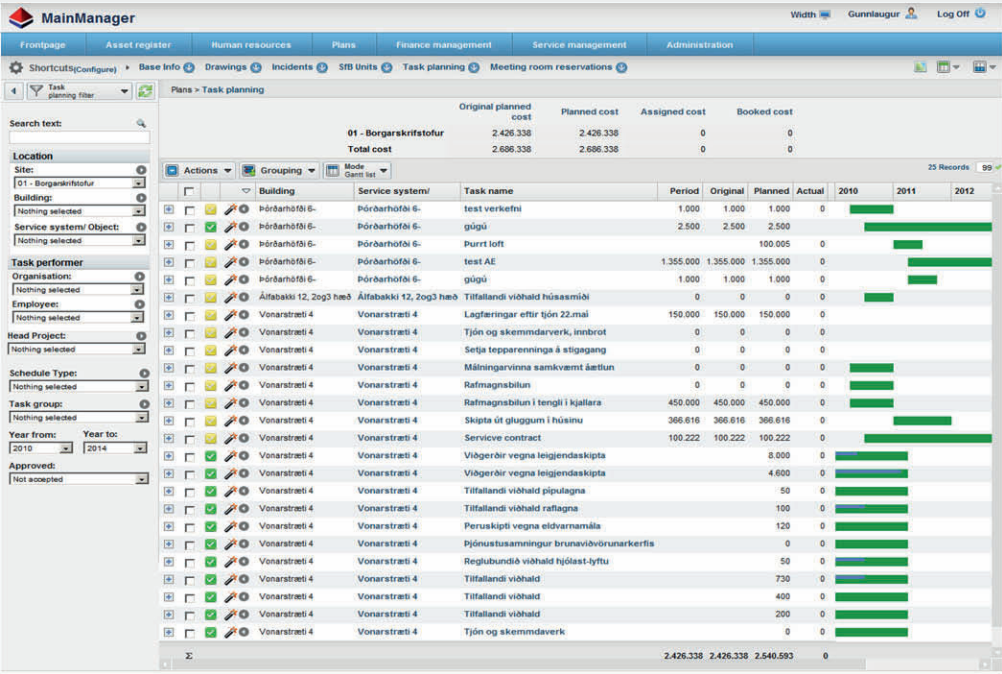 MainManager
Width Gunnlaugur Log Off
Frontpage Asset register Human resources Plans Finance management Service management Administration
Shortcuts(Configure) Base Info Drawings Incidents SfB Units Task planning Meeting room reservations
Task planning filter
Plans > Task planning
Original planned cost Planned cost Assigned cost Booked cost
01 - Borgarskrifstofur 2.426.338 2.426.338 0 0
Total cost 2.686.338 2.686.338 0 0
Search text:
Location
Site:
01 - Borgarskrifstofur
Building:
Nothing selected
Service system/ Object:
Nothing selected
Task performer
Organisation:
Nothing selected
Employee:
Nothing selected
Head Project:
Nothing selected
Schedule Type:
Nothing selected
Task group:
Nothing selected
Year from: Year to:
2010 2014
Approved:
Not accepted
Actions Grouping Mode Gantt list 25 Records 99
Building Service system/ Task name Period Original Planned Actual 2010 2011 2012
Þórðarhöfði 6- Þórðarhöfði 6- test verkefni 1.000 1.000 1.000 0
Þórðarhöfði 6- Þórðarhöfði 6- gúgú 2.500 2.500 2.500
Þórðarhöfði 6- Þórðarhöfði 6- Þurrt loft 100.005 0
Þórðarhöfði 6- Þórðarhöfði 6- test AE 1.355.000 1.355.000 1.355.000 0
Þórðarhöfði 6- Þórðarhöfði 6- gúgú 1.000 1.000 1.000 0
Álfabakki 12, 2og3 hæð Álfabakki 12, 2og3 hæð Tilfallandi viðhald húsasmíði 0 0 0 0
Vonarstræti 4 Vonarstræti 4 Lagfæringar eftir tjón 22.maí 150.000 150.000 150.000 0
Vonarstræti 4 Vonarstræti 4 Tjón og skemmdarverk, innbrot 0 0 0 0
Vonarstræti 4 Vonarstræti 4 Setja tepparenninga á stigagang 0 0 0 0
Vonarstræti 4 Vonarstræti 4 Málningarvinna samkvæmt áætlun 0 0 0 0
Vonarstræti 4 Vonarstræti 4 Rafmagnsbilun 0 0 0 0
Vonarstræti 4 Vonarstræti 4 Rafmagnsbilun í tengli í kjallara 450.000 450.000 450.000 0
Vonarstræti 4 Vonarstræti 4 Skipta út gluggum í húsinu 366.616 366.616 366.616 0
Vonarstræti 4 Vonarstræti 4 Servicve contract 100.222 100.222 100.222 0
Vonarstræti 4 Vonarstræti 4 Viðgerðir vegna leigjendaskipta 8.000 0
Vonarstræti 4 Vonarstræti 4 Viðgerðir vegna leigjendaskipta 4.600 0
Vonarstræti 4 Vonarstræti 4 Tilfallandi viðhald pípulagna 50 0
Vonarstræti 4 Vonarstræti 4 Tilfallandi viðhald raflagna 100 0
Vonarstræti 4 Vonarstræti 4 Peruskipti vegna eldvarnamála 120 0
Vonarstræti 4 Vonarstræti 4 Þjónustusamningur brunaviðvörunarkerfis 0 0
Vonarstræti 4 Vonarstræti 4 Reglubundið viðhald hjólast-lyftu 50 0
Vonarstræti 4 Vonarstræti 4 Tilfallandi viðhald 730 0
Vonarstræti 4 Vonarstræti 4 Tilfallandi viðhald 400 0
Vonarstræti 4 Vonarstræti 4 Tilfallandi viðhald 200 0
Vonarstræti 4 Vonarstræti 4 Tjón og skemmdaverk 0 0
Σ 2.426.338 2.426.338 2.540.593 0